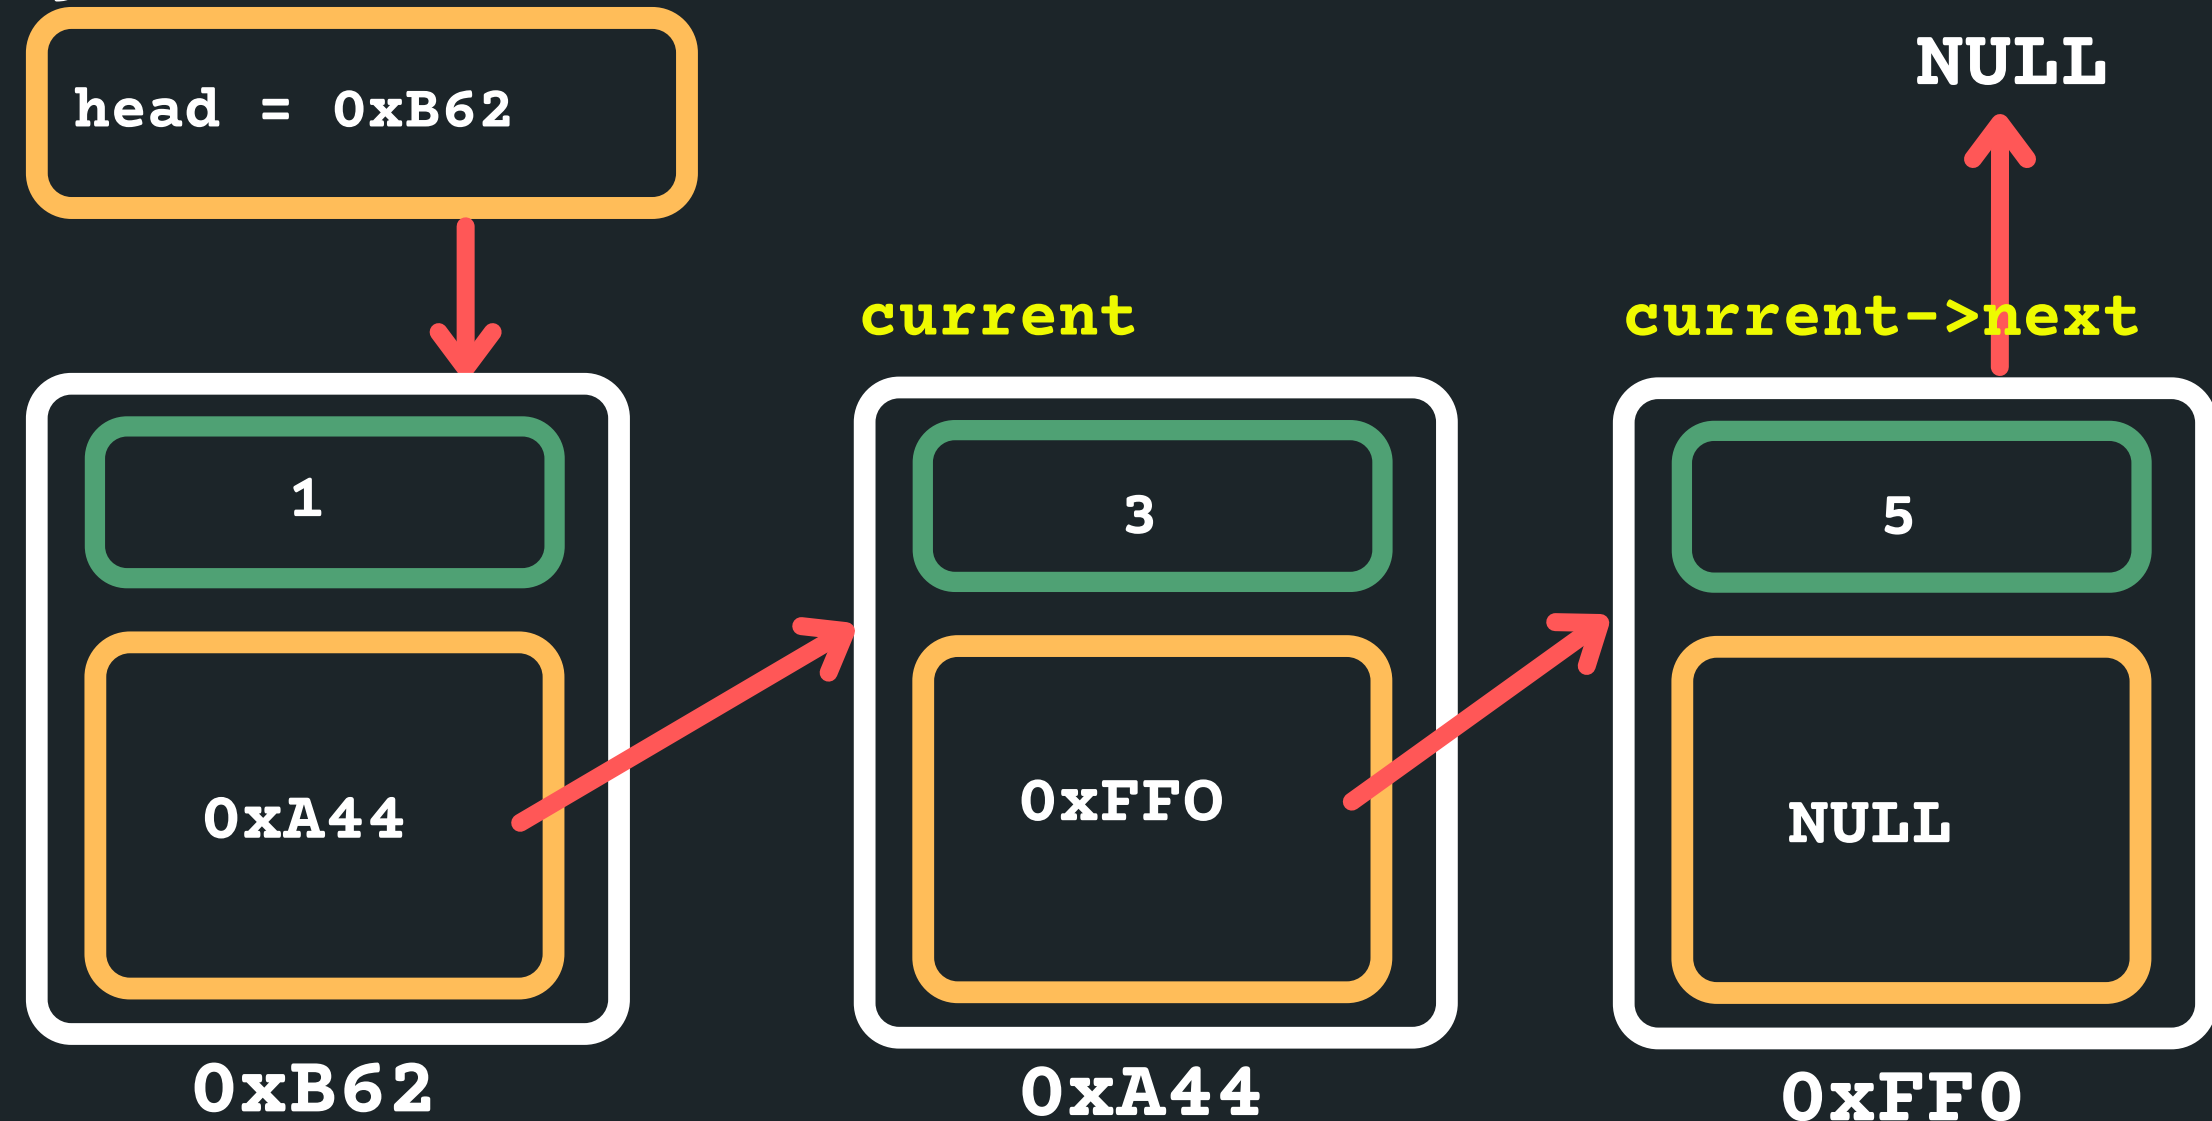 head = 0xB62
NULL
current
current->next
1
3
5
0xA44
0xFFO
NULL
0xB62
0xA44
0xFF0